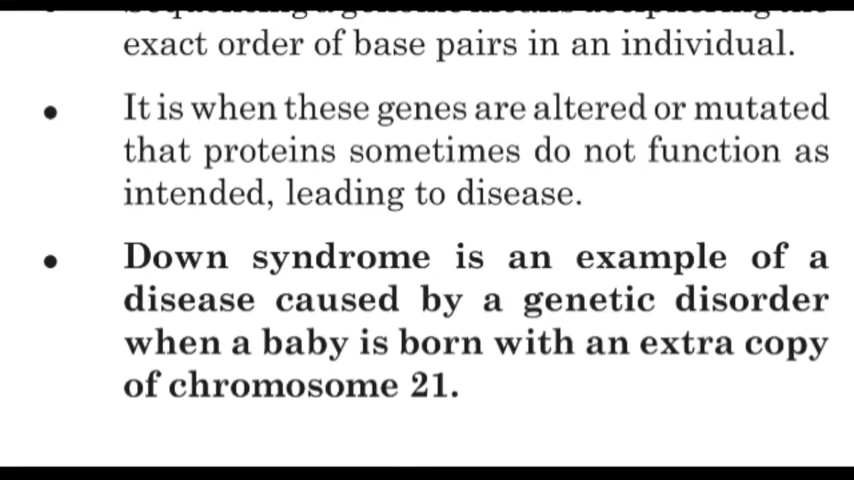 exact order of base pairs in an individual.
• It is when these genes are altered or mutated
that proteins sometimes do not function as
intended, leading to disease.
• Down syndrome is an example of a
disease caused by a genetic disorder
when a baby is born with an extra copy
of chromosome 21.